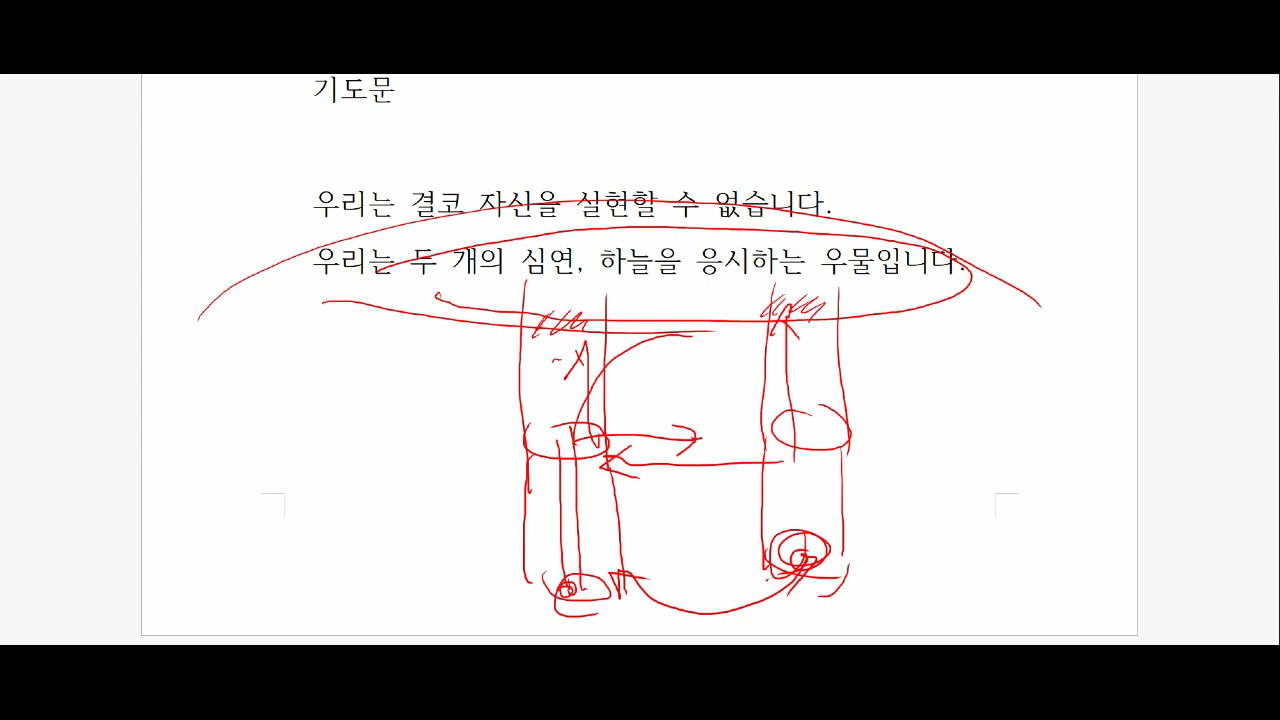 기도문
우리는 결코 자신을 실현할 수 없습니다.
우리는 두 개의 심연, 하늘을 응시하는 우물입니다.